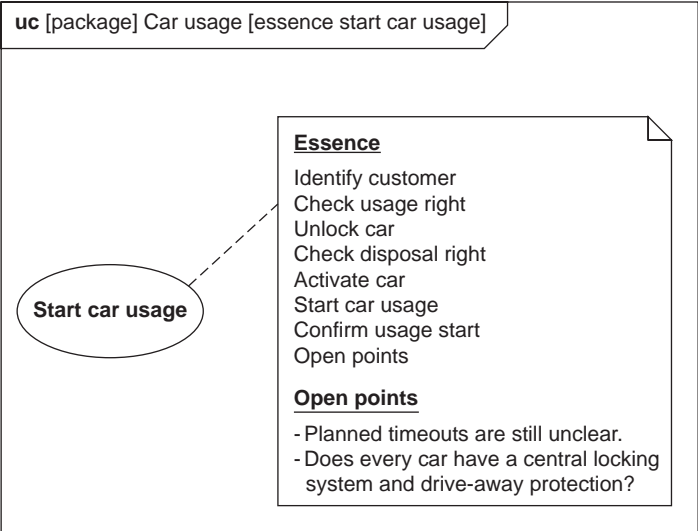 uc [package] Car usage [essence start car usage]
Essence
Identify customer
Check usage right
Unlock car
Check disposal right
Activate car
Start car usage
Confirm usage start
Open points
Start car usage
Open points
- Planned timeouts are still unclear.
- Does every car have a central locking
system and drive-away protection?